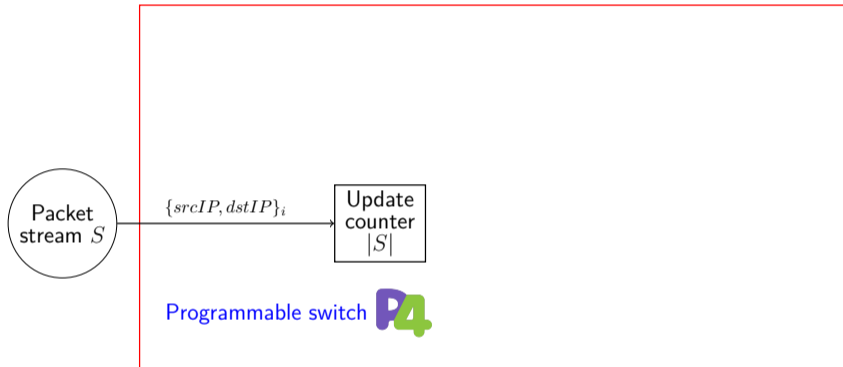 Packet
stream S
{srcIP, dstIP}_i
Update
counter
|S|
Programmable switch P4